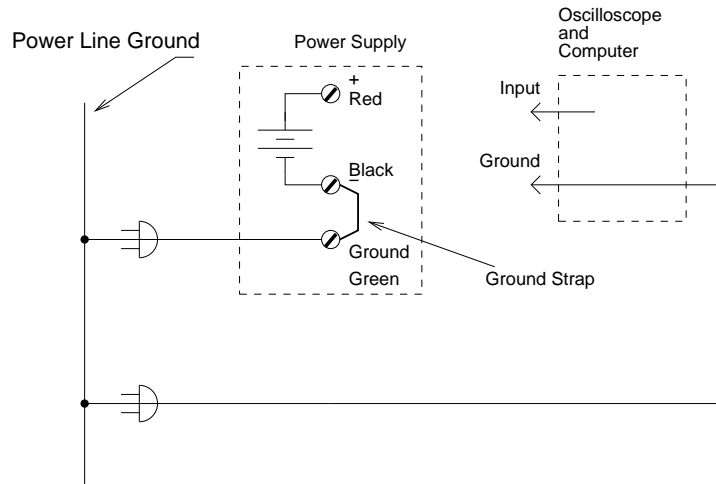 Oscilloscope
and
Computer
Power Line Ground
Power Supply
+
Red
Input
Ground
Black
−
Ground
Green
Ground Strap